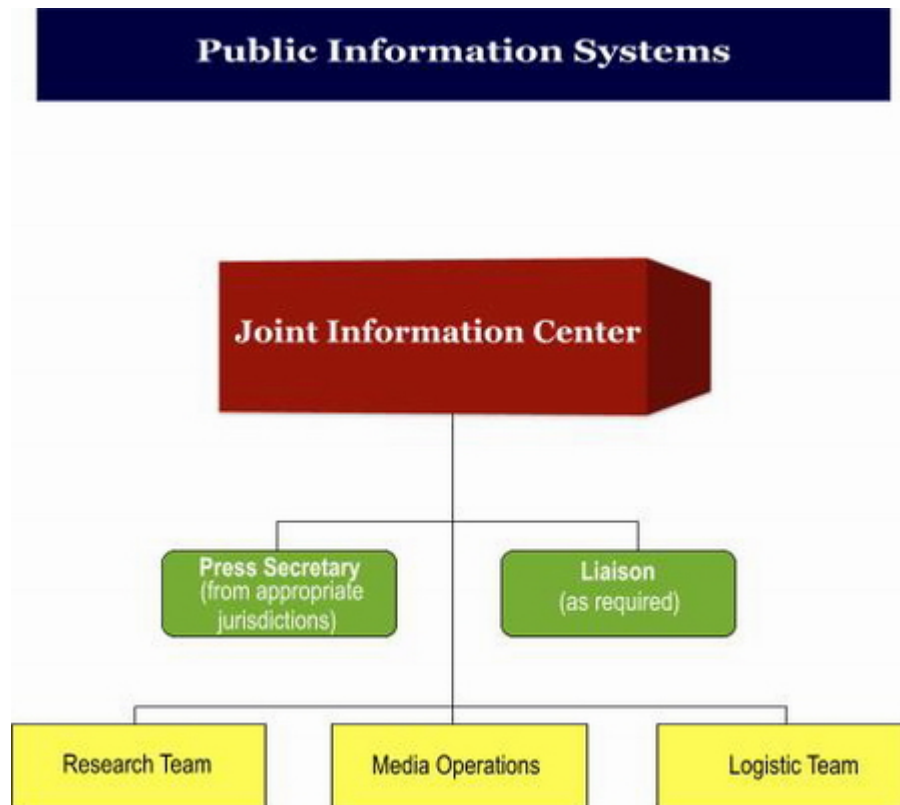 Public Information Systems
Joint Information Center
Press Secretary
(from appropriate
jurisdictions)
Liaison
(as required)
Research Team
Media Operations
Logistic Team